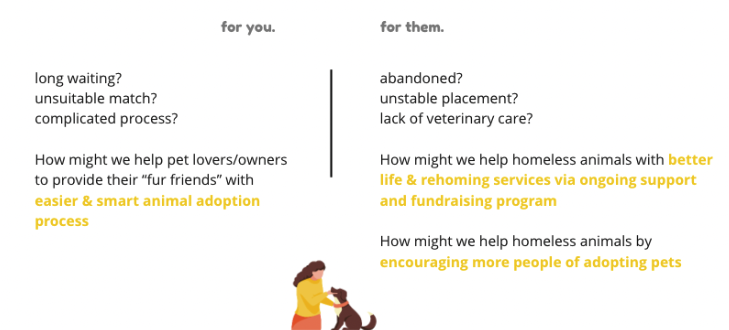 for you.
long waiting?
unsuitable match?
complicated process?
How might we help pet lovers/owners
to provide their “fur friends” with
easier & smart animal adoption
process
for them.
abandoned?
unstable placement?
lack of veterinary care?
How might we help homeless animals with better
life & rehoming services via ongoing support
and fundraising program
How might we help homeless animals by
encouraging more people of adopting pets